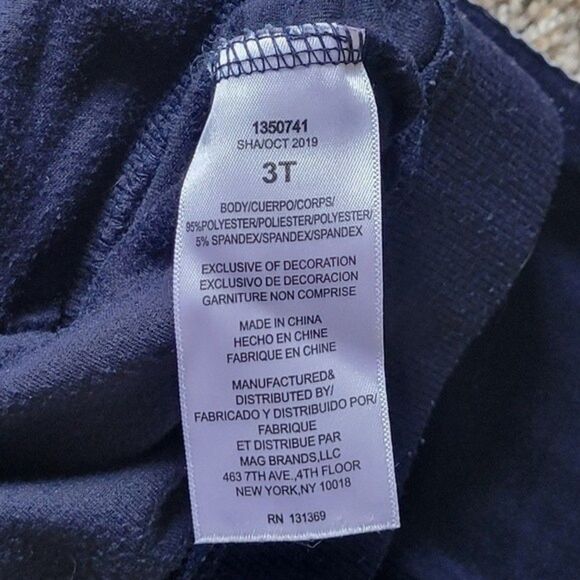 1350741
SHA/OCT 2019
3T
BODY/CUERPO/CORPS/
95%POLYESTER/POLIESTER/POLYESTER/
5% SPANDEX/SPANDEX/SPANDEX
EXCLUSIVE OF DECORATION
EXCLUSIVO DE DECORACION
GARNITURE NON COMPRISE
MADE IN CHINA
HECHO EN CHINE
FABRIQUE EN CHINE
MANUFACTURED&
DISTRIBUTED BY/
FABRICADO Y DISTRIBUIDO POR/
FABRIQUE
ET DISTRIBUE PAR
MAG BRANDS,LLC
463 7TH AVE.,4TH FLOOR
NEW YORK,NY 10018
RN 131369